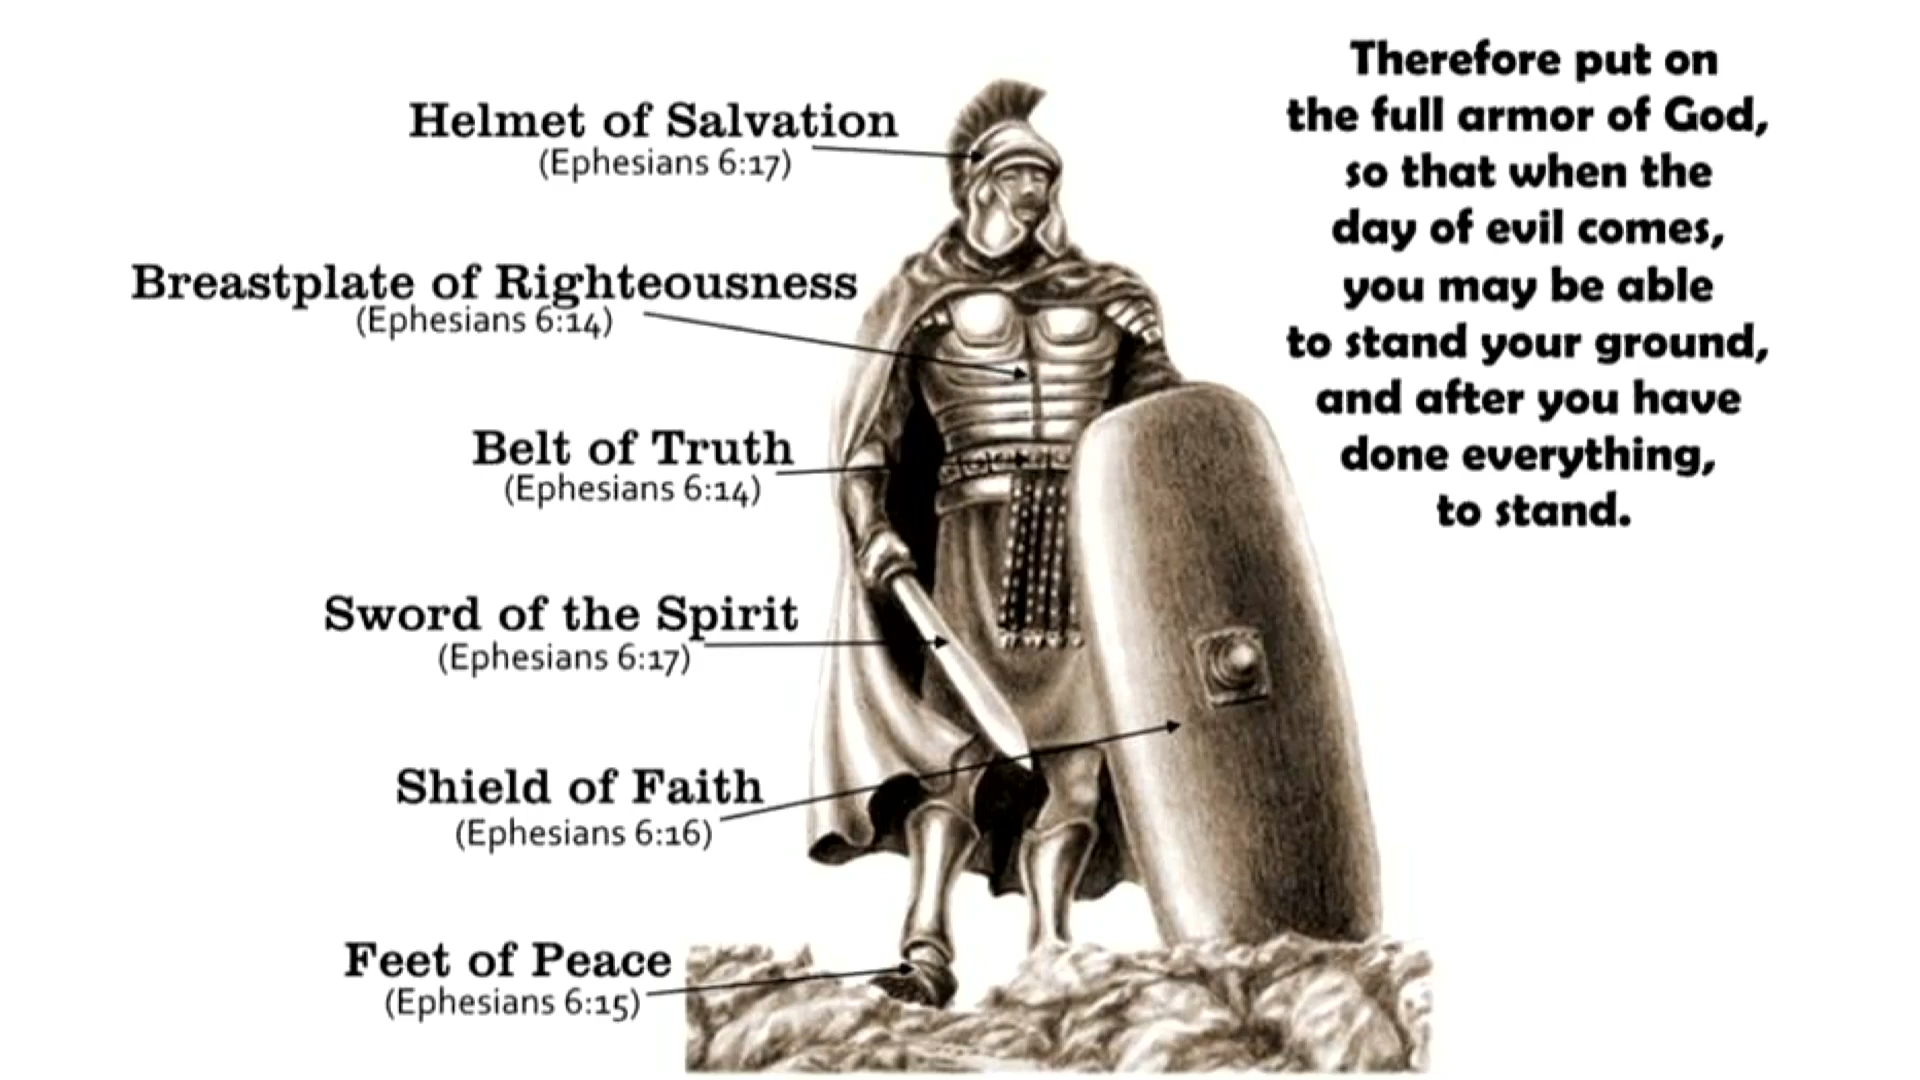 Helmet of Salvation
(Ephesians 6:17)
Breastplate of Righteousness
(Ephesians 6:14)
Belt of Truth
(Ephesians 6:14)
Sword of the Spirit
(Ephesians 6:17)
Shield of Faith
(Ephesians 6:16)
Feet of Peace
(Ephesians 6:15)
Therefore put on
the full armor of God,
so that when the
day of evil comes,
you may be able
to stand your ground,
and after you have
done everything,
to stand.